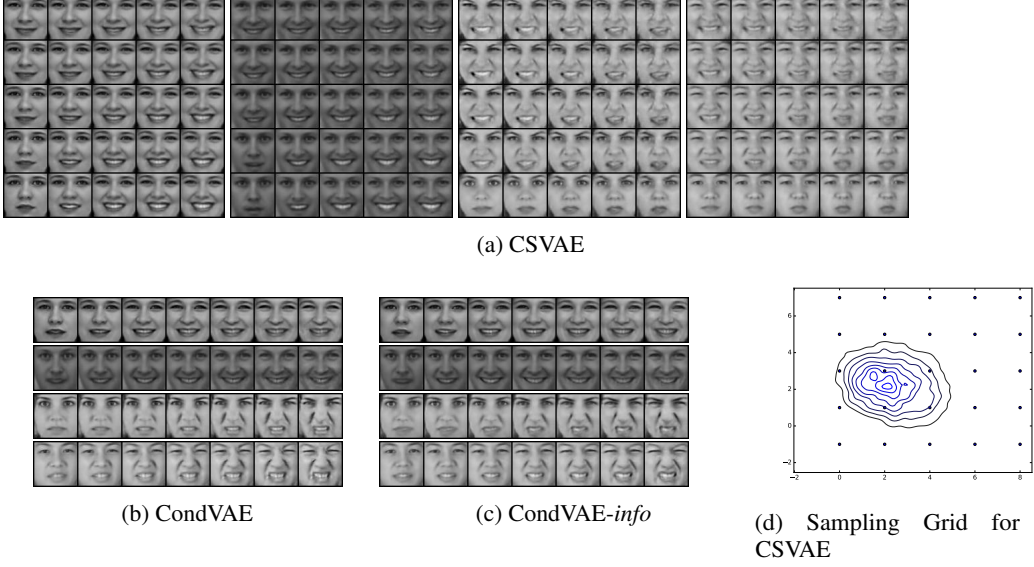 (a) CSVAE
6
4
2
0
−2
−2 0 2 4 6 8
(b) CondVAE
(c) CondVAE-info
(d) Sampling Grid for
CSVAE